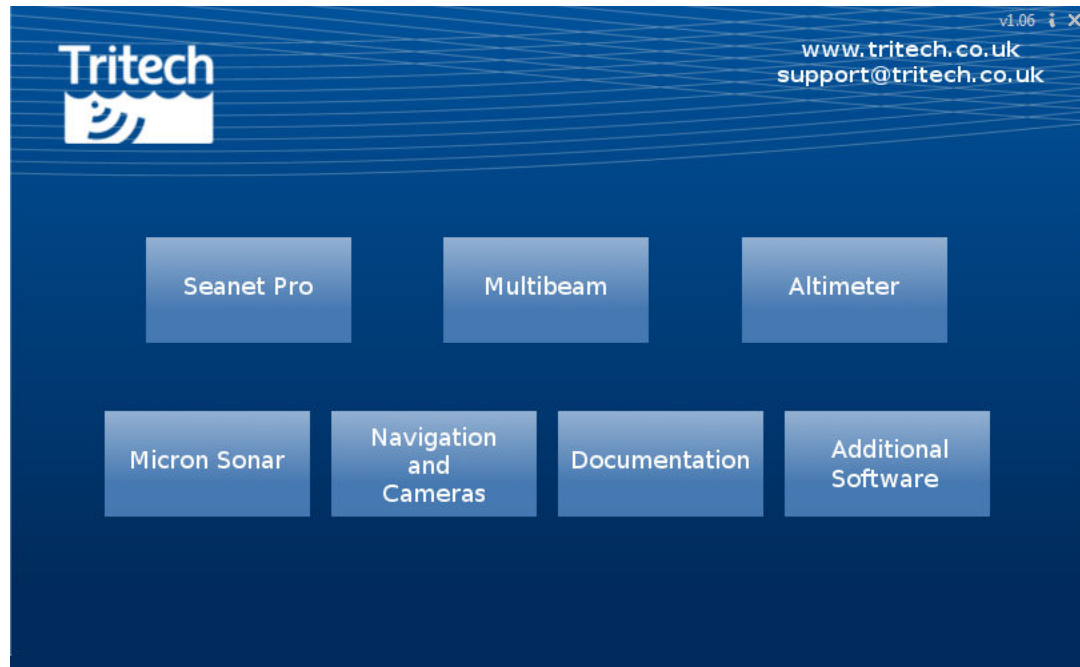 v1.06 i X
Tritech
www.tritech.co.uk
support@tritech.co.uk
Seanet Pro
Multibeam
Altimeter
Micron Sonar
Navigation
and
Cameras
Documentation
Additional
Software